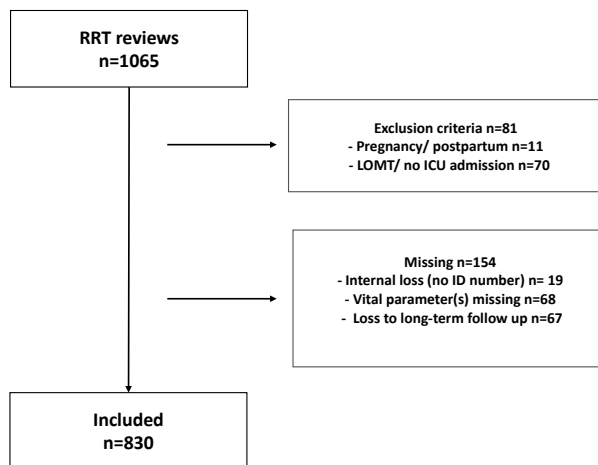 RRT reviews
n=1065
Exclusion criteria n=81
- Pregnancy/ postpartum n=11
- LOMT/ no ICU admission n=70
Missing n=154
- Internal loss (no ID number) n= 19
- Vital parameter(s) missing n=68
- Loss to long-term follow up n=67
Included
n=830